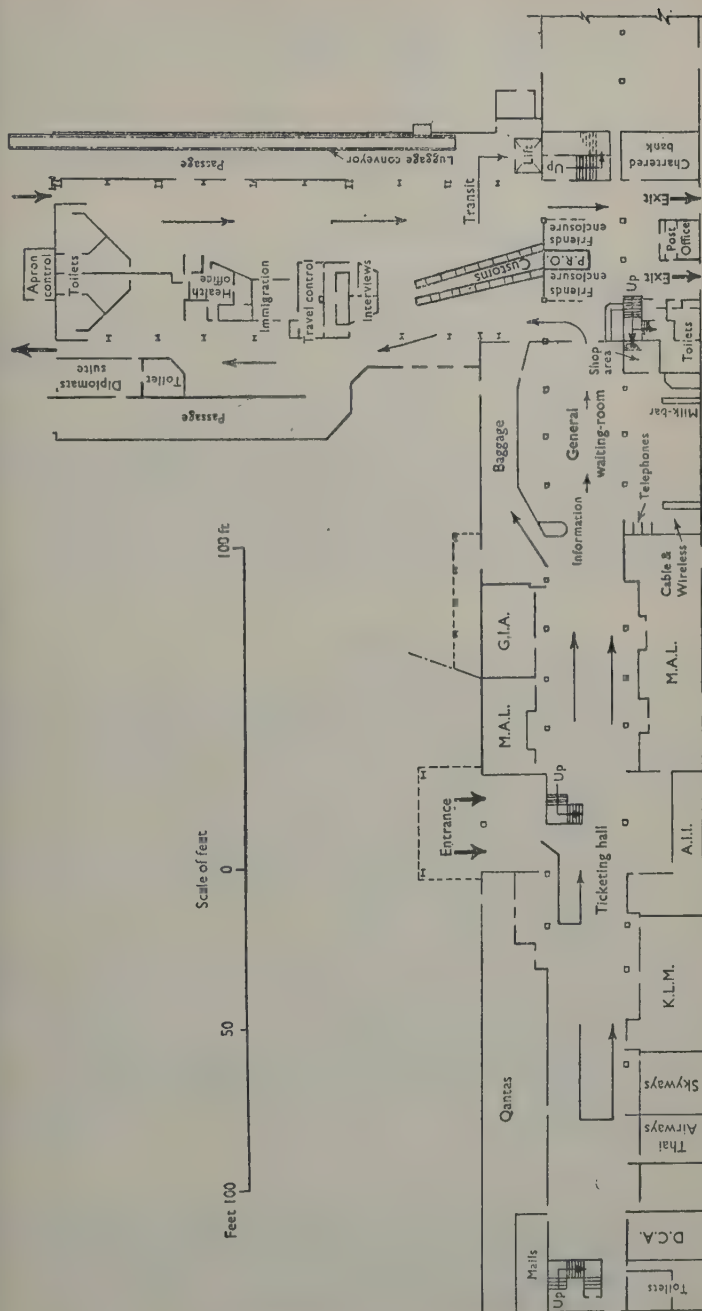 Feet 100
50
0
100 ft
Scale of feet
Apron
control
Toilets
Diplomats'
suite
Toilet
Passage
Health
office
Immigration
Travel control
Interviews
Passage
Luggage conveyor
Customs
Transit
Lift
Up
Friends
enclosure
P.R.O.
Friends
enclosure
Chartered
bank
Exit
Post
Office
Exit
Up
Toilets
Shop
area
Milk-bar
General
waiting-room
Baggage
Information
Telephones
Cable &
Wireless
G.I.A.
M.A.L.
M.A.L.
Entrance
Up
Ticketing hall
A.I.I.
K.L.M.
Qantas
Skyways
Thai
Airways
D.C.A.
Mails
Up
Toilets